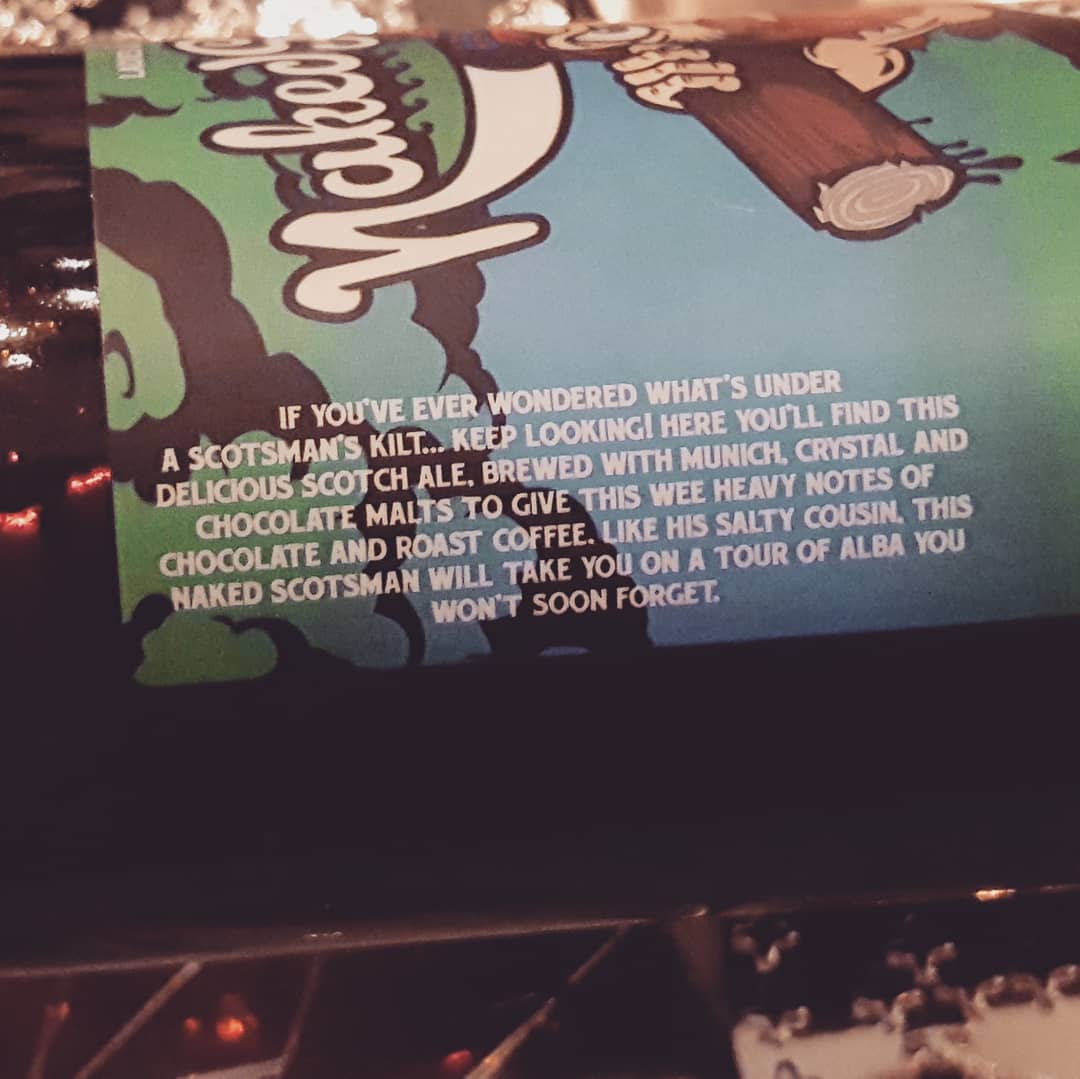 IF YOU'VE EVER WONDERED WHAT'S UNDER
A SCOTSMAN'S KILT... KEEP LOOKING! HERE YOU'LL FIND THIS
DELICIOUS SCOTCH ALE, BREWED WITH MUNICH, CRYSTAL AND
CHOCOLATE MALTS TO GIVE THIS WEE HEAVY NOTES OF
CHOCOLATE AND ROAST COFFEE. LIKE HIS SALTY COUSIN, THIS
NAKED SCOTSMAN WILL TAKE YOU ON A TOUR OF ALBA YOU
WON'T SOON FORGET.